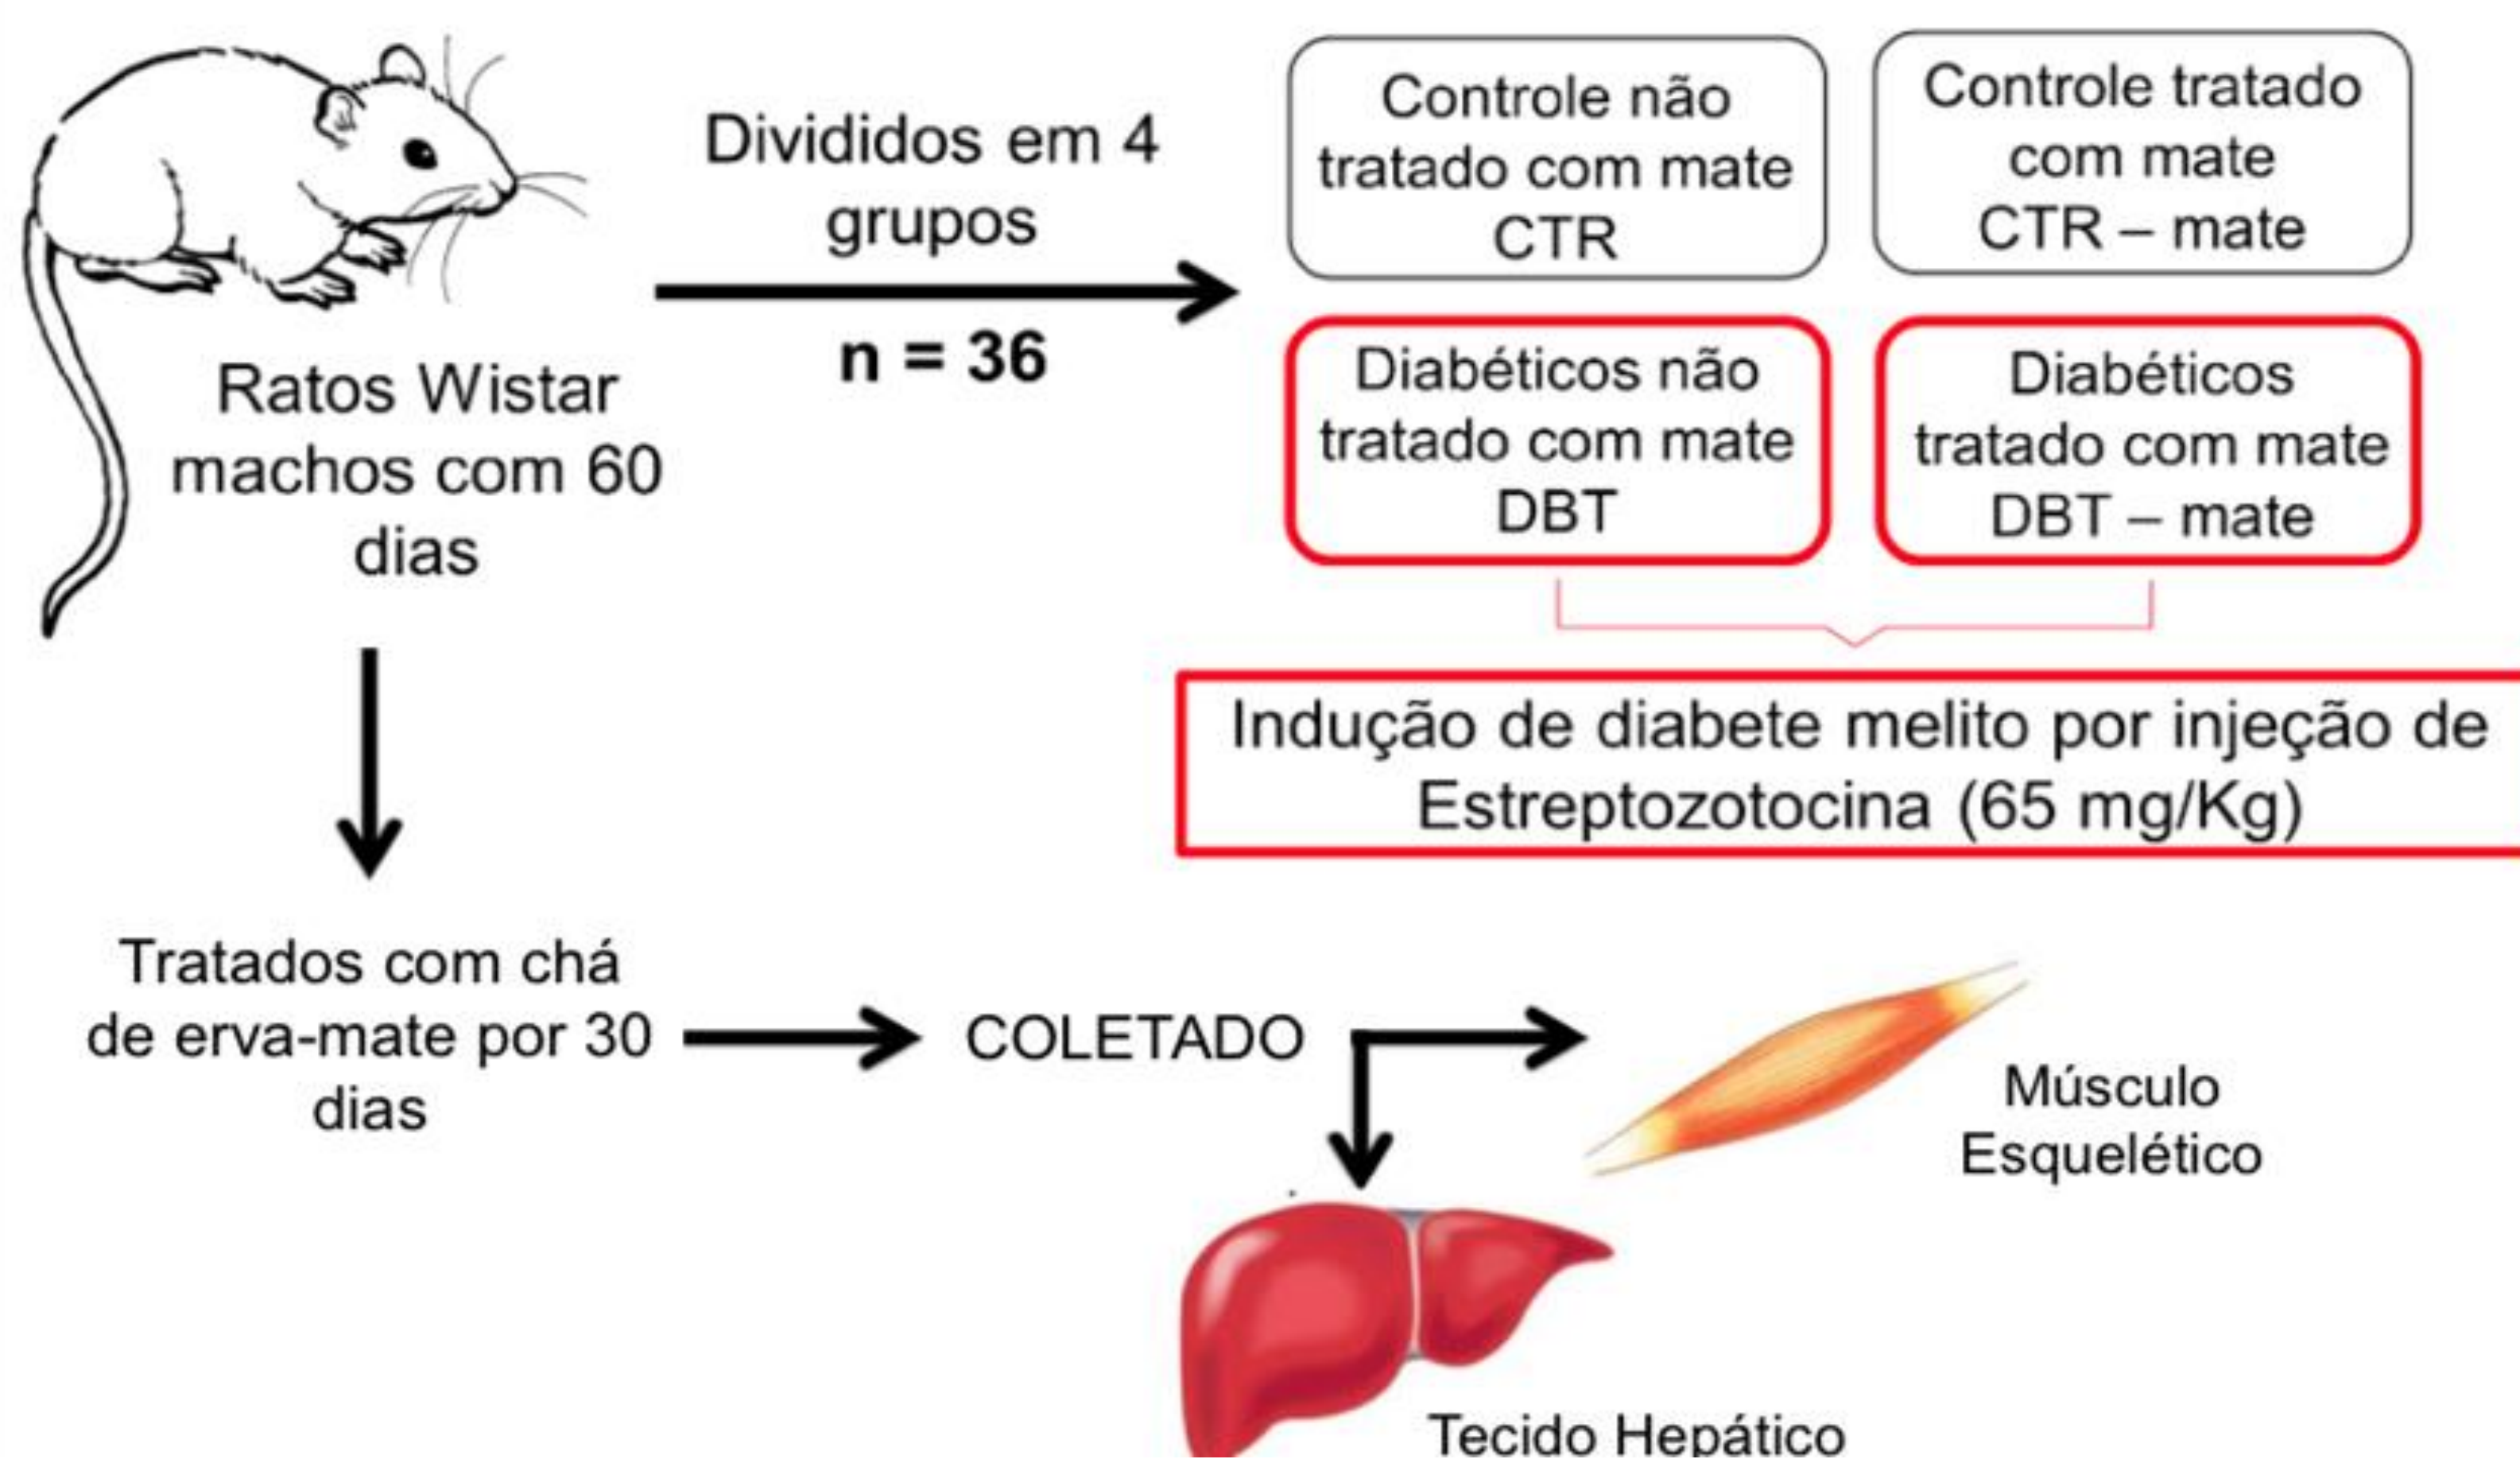 Ratos Wistar
machos com 60
dias
Divididos em 4
grupos
n = 36
Controle não
tratado com mate
CTR
Controle tratado
com mate
CTR – mate
Diabéticos não
tratado com mate
DBT
Diabéticos
tratado com mate
DBT – mate
Indução de diabete melito por injeção de
Estreptozotocina (65 mg/Kg)
Tratados com chá
de erva-mate por 30
dias
COLETADO
Músculo
Esquelético
Tecido Hepático